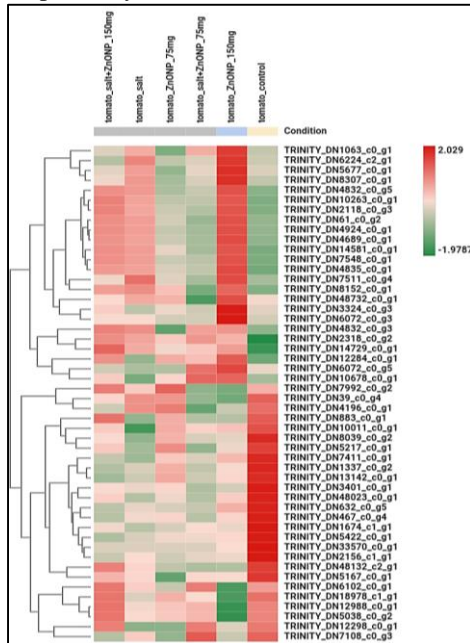 tomato_salt+ZnONP_150mg
tomato_salt
tomato_ZnONP_75mg
tomato_salt+ZnONP_75mg
tomato_ZnONP_150mg
tomato_control
Condition
2.029
-1.9787
TRINITY_DN1063_c0_g1
TRINITY_DN6224_c2_g1
TRINITY_DN5677_c0_g1
TRINITY_DN8307_c0_g1
TRINITY_DN4832_c0_g5
TRINITY_DN10263_c0_g1
TRINITY_DN2118_c0_g3
TRINITY_DN61_c0_g2
TRINITY_DN4924_c0_g1
TRINITY_DN4689_c0_g1
TRINITY_DN14581_c0_g1
TRINITY_DN7548_c0_g1
TRINITY_DN4835_c0_g1
TRINITY_DN7511_c0_g4
TRINITY_DN8152_c0_g1
TRINITY_DN48732_c0_g1
TRINITY_DN3324_c0_g3
TRINITY_DN6072_c0_g3
TRINITY_DN4832_c0_g3
TRINITY_DN2318_c0_g2
TRINITY_DN14729_c0_g1
TRINITY_DN12284_c0_g1
TRINITY_DN6072_c0_g5
TRINITY_DN10678_c0_g1
TRINITY_DN7992_c0_g2
TRINITY_DN39_c0_g4
TRINITY_DN4196_c0_g1
TRINITY_DN883_c0_g1
TRINITY_DN10011_c0_g1
TRINITY_DN8039_c0_g2
TRINITY_DN5217_c0_g1
TRINITY_DN7411_c0_g1
TRINITY_DN1337_c0_g2
TRINITY_DN13142_c0_g1
TRINITY_DN3401_c0_g1
TRINITY_DN48023_c0_g1
TRINITY_DN632_c0_g5
TRINITY_DN467_c0_g4
TRINITY_DN1674_c1_g1
TRINITY_DN5422_c0_g1
TRINITY_DN33570_c0_g1
TRINITY_DN2156_c1_g1
TRINITY_DN48132_c2_g1
TRINITY_DN5167_c0_g1
TRINITY_DN6102_c0_g1
TRINITY_DN18978_c1_g1
TRINITY_DN12988_c0_g1
TRINITY_DN5038_c0_g2
TRINITY_DN12298_c0_g1
TRINITY_DN7108_c0_g3